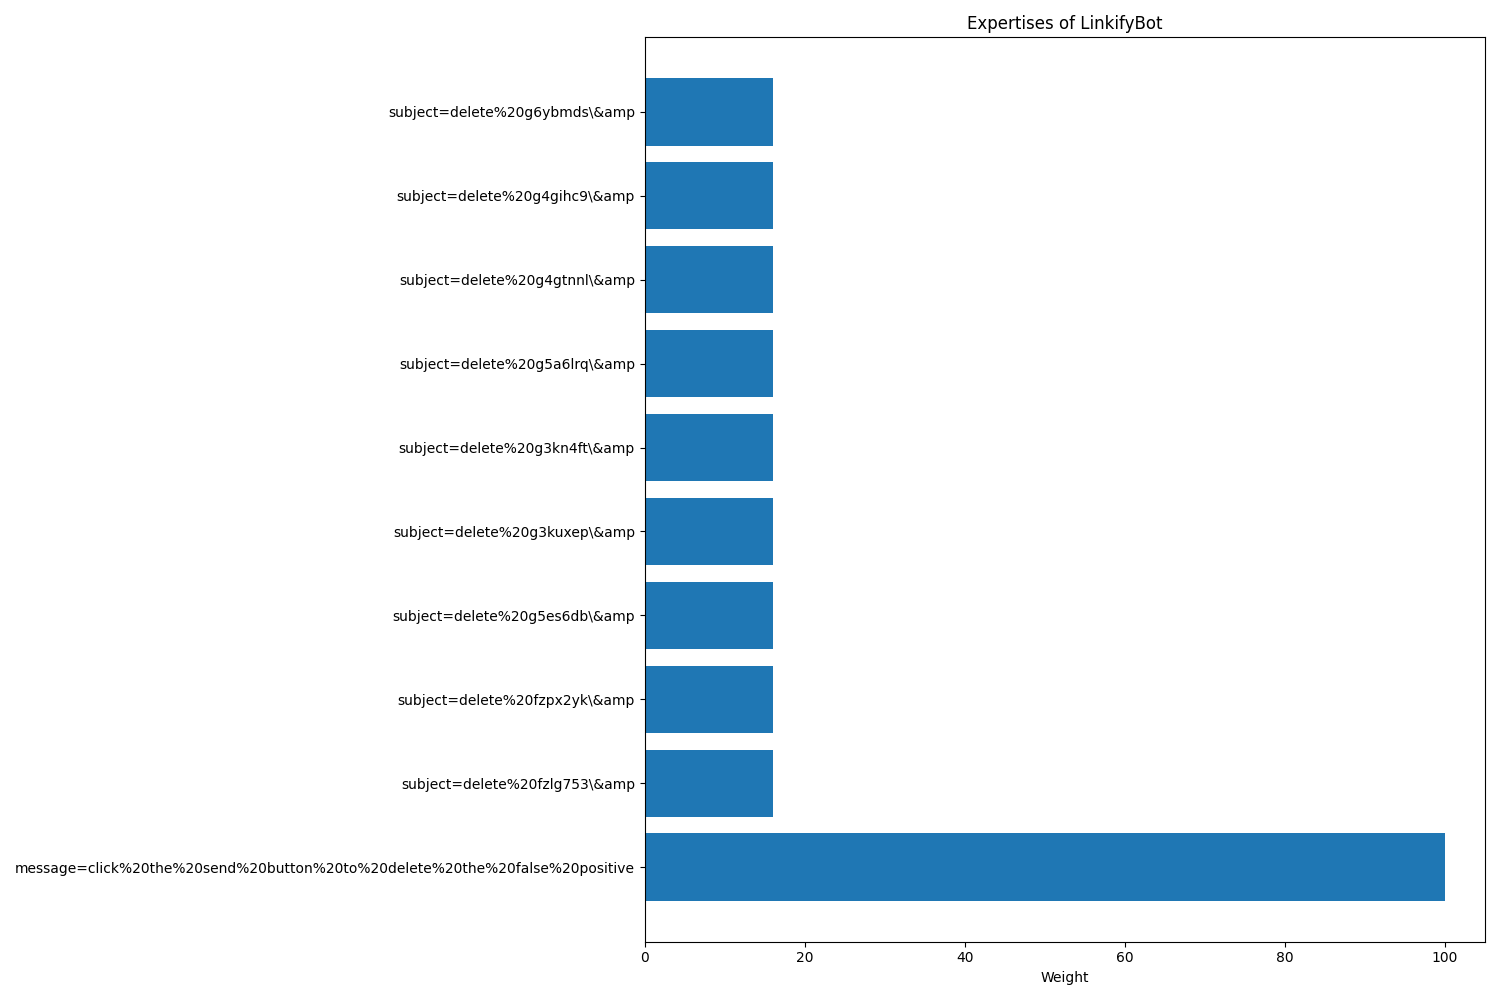 Expertises of LinkifyBot
subject=delete%20g6ybmds\&amp
subject=delete%20g4gihc9\&amp
subject=delete%20g4gtnnl\&amp
subject=delete%20g5a6lrq\&amp
subject=delete%20g3kn4ft\&amp
subject=delete%20g3kuxep\&amp
subject=delete%20g5es6db\&amp
subject=delete%20fzpx2yk\&amp
subject=delete%20fzlg753\&amp
message=click%20the%20send%20button%20to%20delete%20the%20false%20positive
0 20 40 60 80 100
Weight